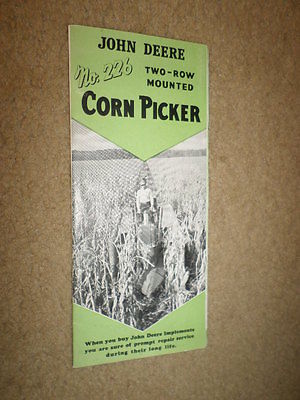 JOHN DEERE
No. 226
TWO-ROW
MOUNTED
CORN PICKER
When you buy John Deere Implements
you are sure of prompt repair service
during their long life.